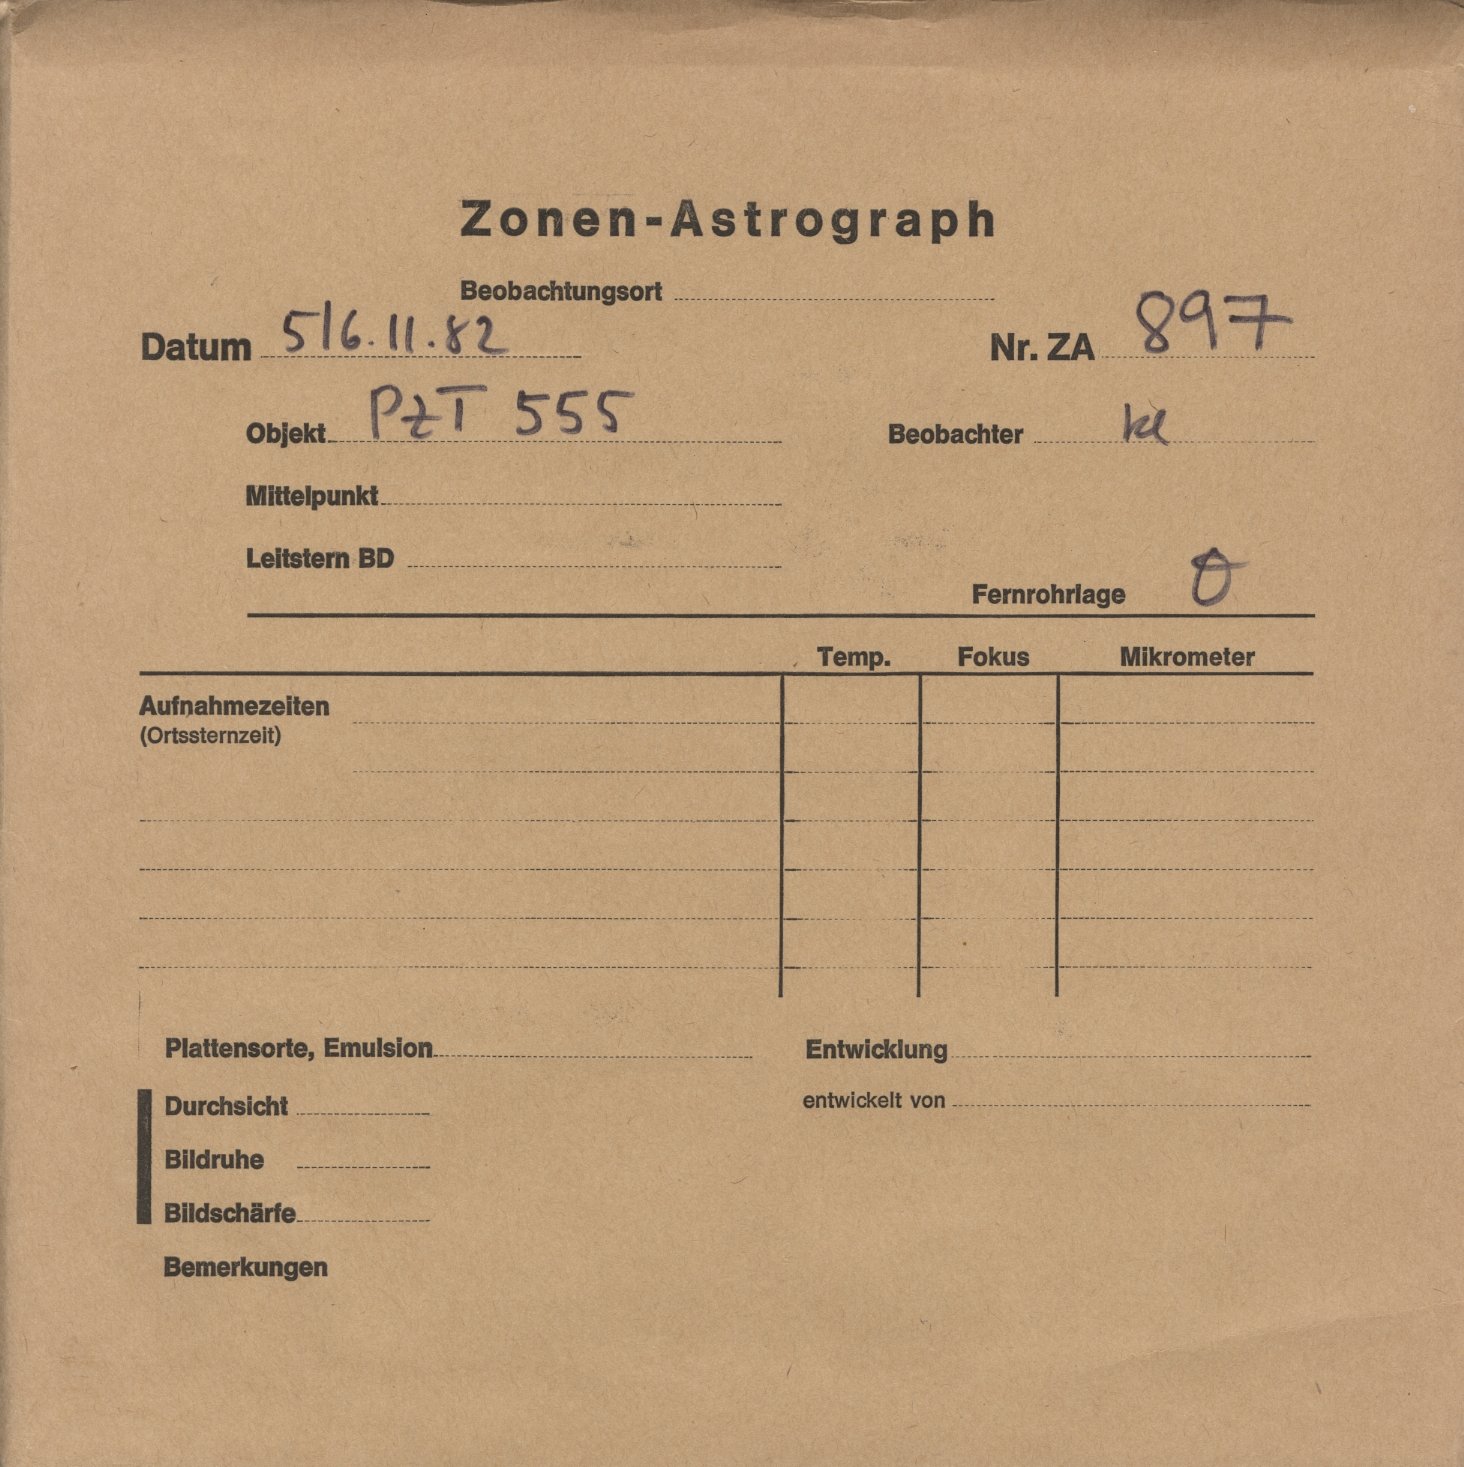 Zonen-Astrograph
Beobachtungsort
Datum 5/6.11.82 Nr. ZA 897
Objekt PZT 555 Beobachter kl
Mittelpunkt
Leitstern BD
Fernrohrlage O
Temp. Fokus Mikrometer
Aufnahmezeiten
(Ortssternzeit)
Plattensorte, Emulsion Entwicklung
Durchsicht entwickelt von
Bildruhe
Bildschärfe
Bemerkungen